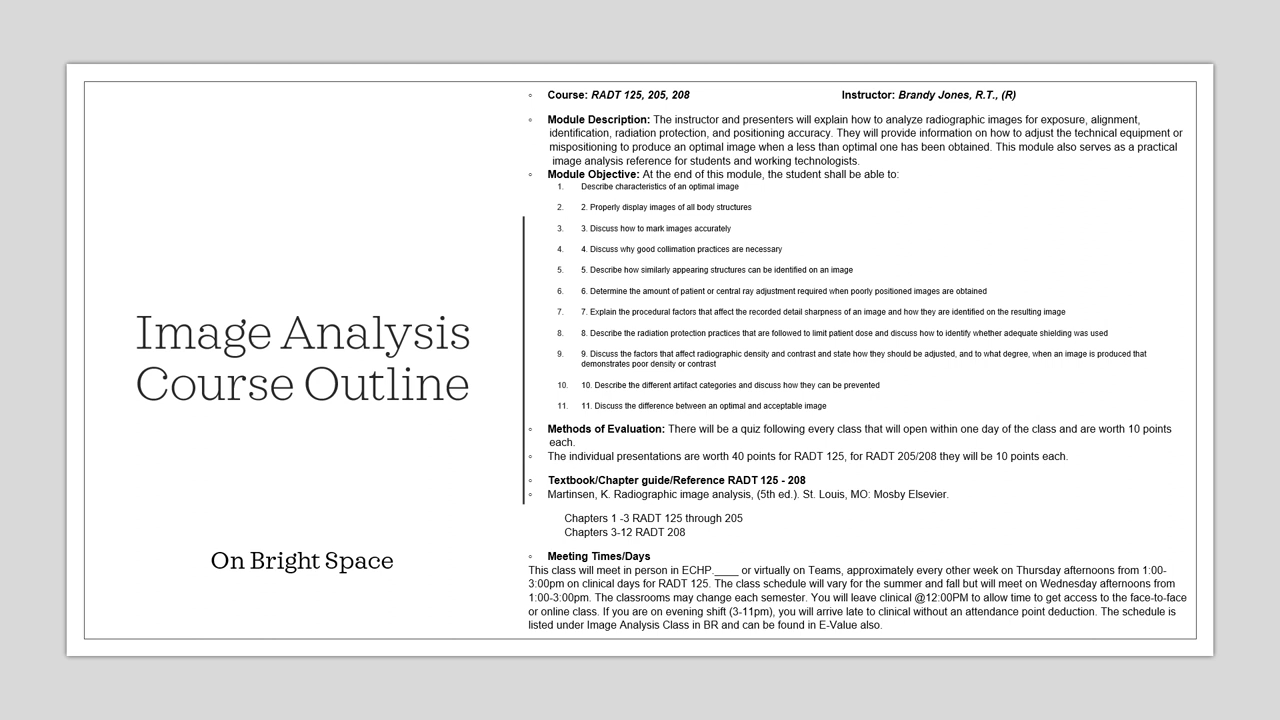 Image Analysis
Course Outline
On Bright Space
◦ Course: RADT 125, 205, 208 Instructor: Brandy Jones, R.T., (R)
◦ Module Description: The instructor and presenters will explain how to analyze radiographic images for exposure, alignment,
identification, radiation protection, and positioning accuracy. They will provide information on how to adjust the technical equipment or
mispositioning to produce an optimal image when a less than optimal one has been obtained. This module also serves as a practical
image analysis reference for students and working technologists.
◦ Module Objective: At the end of this module, the student shall be able to:
1. Describe characteristics of an optimal image
2. 2. Properly display images of all body structures
3. 3. Discuss how to mark images accurately
4. 4. Discuss why good collimation practices are necessary
5. 5. Describe how similarly appearing structures can be identified on an image
6. 6. Determine the amount of patient or central ray adjustment required when poorly positioned images are obtained
7. 7. Explain the procedural factors that affect the recorded detail sharpness of an image and how they are identified on the resulting image
8. 8. Describe the radiation protection practices that are followed to limit patient dose and discuss how to identify whether adequate shielding was used
9. 9. Discuss the factors that affect radiographic density and contrast and state how they should be adjusted, and to what degree, when an image is produced that
demonstrates poor density or contrast
10. 10. Describe the different artifact categories and discuss how they can be prevented
11. 11. Discuss the difference between an optimal and acceptable image
◦ Methods of Evaluation: There will be a quiz following every class that will open within one day of the class and are worth 10 points
each.
◦ The individual presentations are worth 40 points for RADT 125, for RADT 205/208 they will be 10 points each.
◦ Textbook/Chapter guide/Reference RADT 125 - 208
◦ Martinsen, K. Radiographic image analysis, (5th ed.). St. Louis, MO: Mosby Elsevier.
Chapters 1 -3 RADT 125 through 205
Chapters 3-12 RADT 208
◦ Meeting Times/Days
This class will meet in person in ECHP.____ or virtually on Teams, approximately every other week on Thursday afternoons from 1:00-
3:00pm on clinical days for RADT 125. The class schedule will vary for the summer and fall but will meet on Wednesday afternoons from
1:00-3:00pm. The classrooms may change each semester. You will leave clinical @12:00PM to allow time to get access to the face-to-face
or online class. If you are on evening shift (3-11pm), you will arrive late to clinical without an attendance point deduction. The schedule is
listed under Image Analysis Class in BR and can be found in E-Value also.